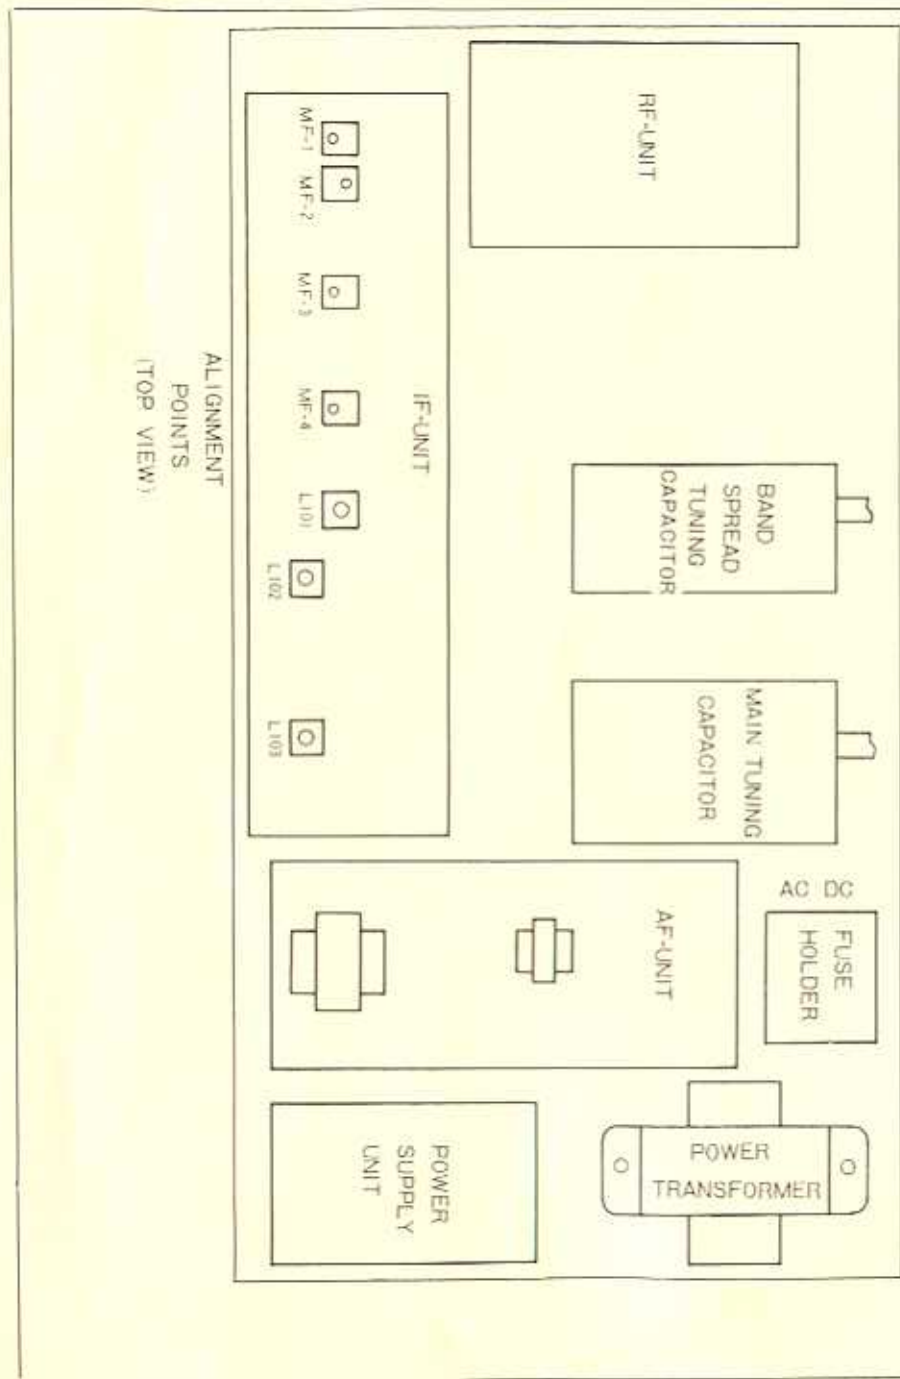 RF-UNIT
MF-1
MF-2
MF-3
MF-4
L101
L102
L103
IF-UNIT
BAND
SPREAD
TUNING
CAPACITOR
MAIN TUNING
CAPACITOR
AC DC
FUSE
HOLDER
AF-UNIT
POWER
TRANSFORMER
POWER
SUPPLY
UNIT
ALIGNMENT
POINTS
(TOP VIEW)